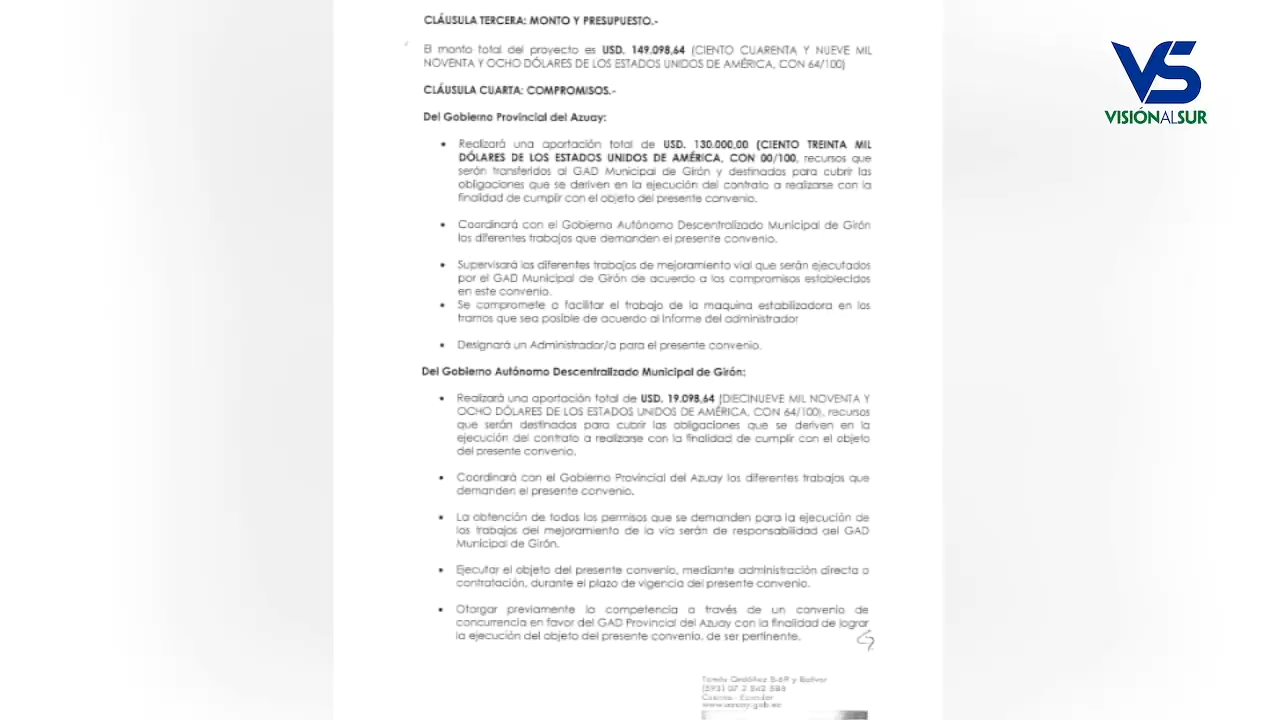 CLÁUSULA TERCERA: MONTO Y PRESUPUESTO.-
El monto total del proyecto es USD. 149.098,64 (CIENTO CUARENTA Y NUEVE MIL
NOVENTA Y OCHO DÓLARES DE LOS ESTADOS UNIDOS DE AMÉRICA, CON 64/100)
CLÁUSULA CUARTA: COMPROMISOS.-
Del Gobierno Provincial del Azuay:
• Realizará una aportación total de USD. 130.000,00 (CIENTO TREINTA MIL
DÓLARES DE LOS ESTADOS UNIDOS DE AMÉRICA, CON 00/100, recursos que
serán transferidos al GAD Municipal de Girón y destinados para cubrir las
obligaciones que se deriven en la ejecución del contrato a realizarse con la
finalidad de cumplir con el objeto del presente convenio.
• Coordinará con el Gobierno Autónomo Descentralizado Municipal de Girón
los diferentes trabajos que demanden el presente convenio.
• Supervisará los diferentes trabajos de mejoramiento vial que serán ejecutados
por el GAD Municipal de Girón de acuerdo a los compromisos establecidos
en este convenio.
• Se compromete a facilitar el trabajo de la maquina estabilizadora en los
tramos que sea posible de acuerdo al informe del administrador
• Designará un Administrador/a para el presente convenio.
Del Gobierno Autónomo Descentralizado Municipal de Girón:
• Realizará una aportación total de USD. 19.098,64 (DIECINUEVE MIL NOVENTA Y
OCHO DÓLARES DE LOS ESTADOS UNIDOS DE AMÉRICA, CON 64/100), recursos
que serán destinados para cubrir las obligaciones que se deriven en la
ejecución del contrato a realizarse con la finalidad de cumplir con el objeto
del presente convenio.
• Coordinará con el Gobierno Provincial del Azuay los diferentes trabajos que
demanden el presente convenio.
• La obtención de todos los permisos que se demanden para la ejecución de
los trabajos del mejoramiento de la vía serán de responsabilidad del GAD
Municipal de Girón.
• Ejecutar el objeto del presente convenio, mediante administración directa o
contratación, durante el plazo de vigencia del presente convenio.
• Otorgar previamente la competencia a través de un convenio de
concurrencia en favor del GAD Provincial del Azuay con la finalidad de lograr
la ejecución del objeto del presente convenio, de ser pertinente.
Tomás Ordóñez 8-69 y Bolívar
(593) 07 2 842 588
Cuenca - Ecuador
www.azuay.gob.ec
VS
VISIÓNALSUR